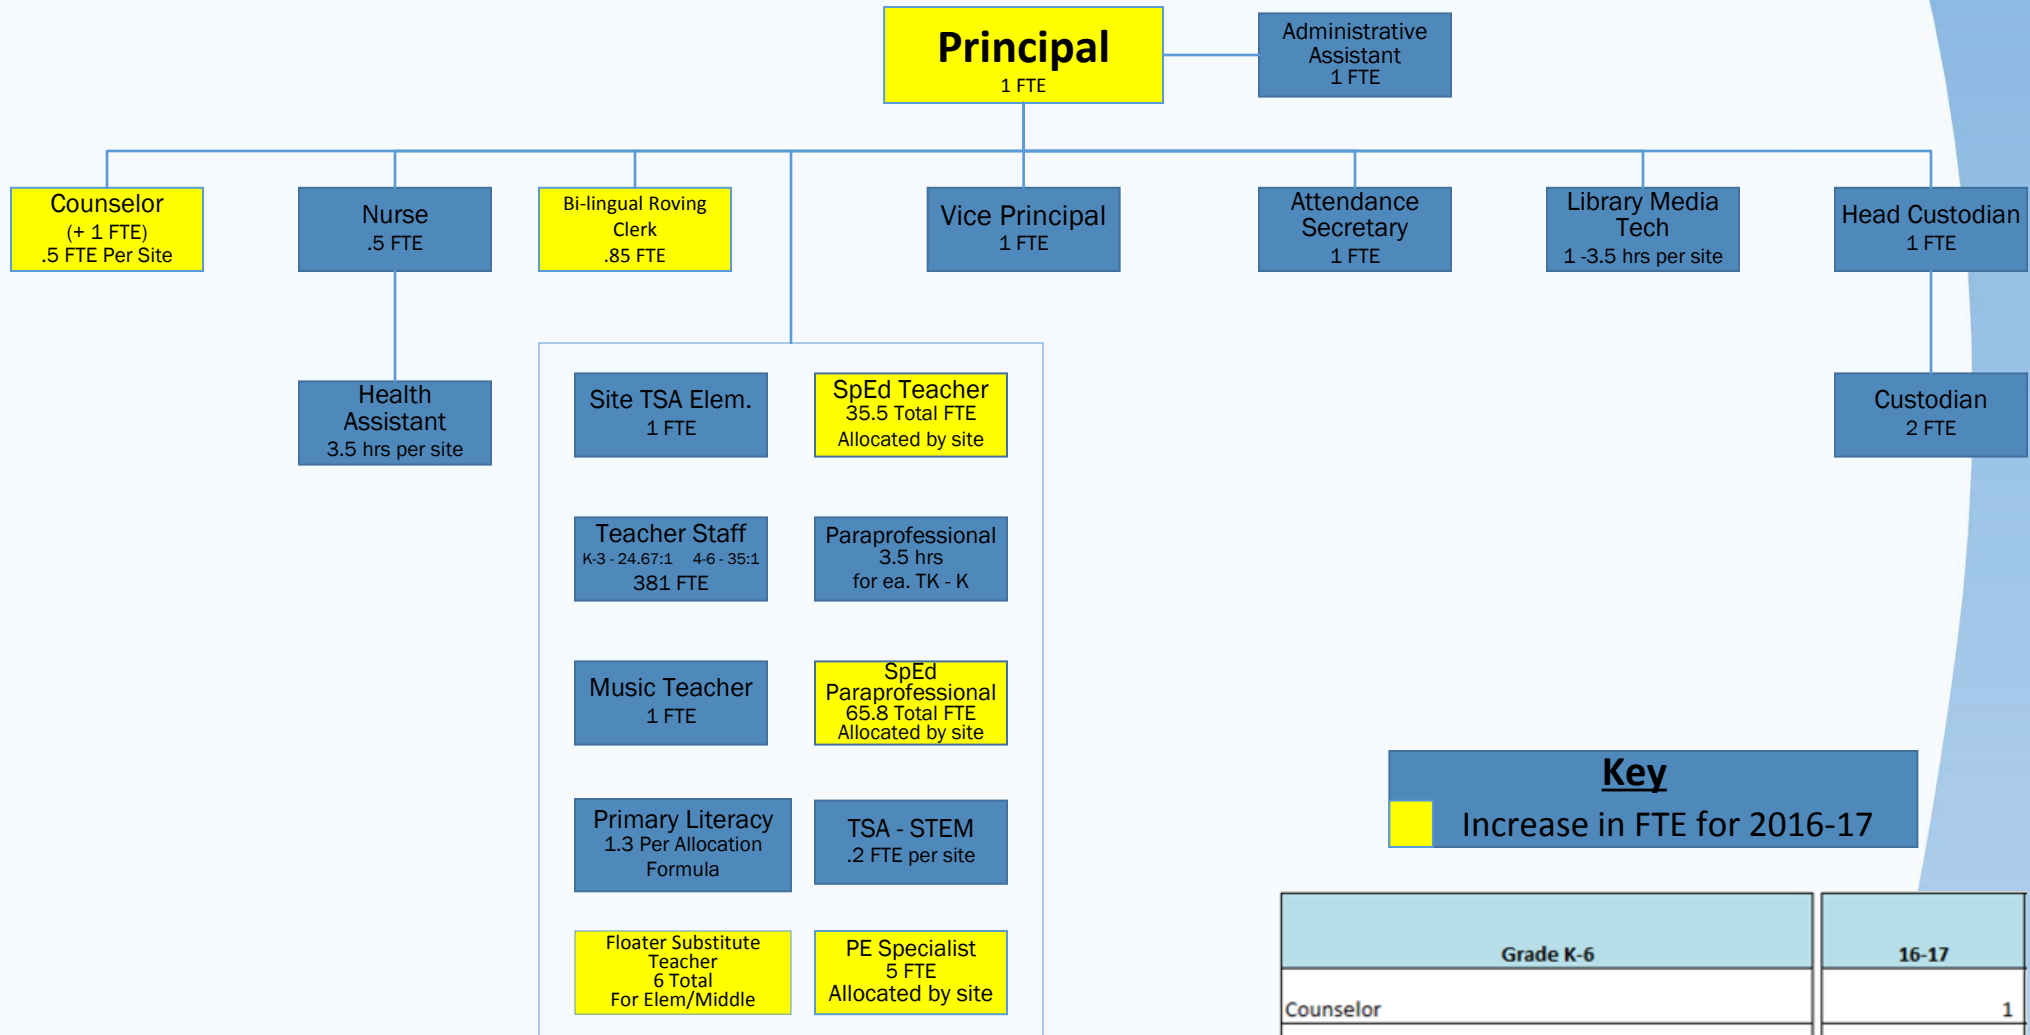 Principal
1 FTE
Administrative
Assistant
1 FTE
Counselor
(+ 1 FTE)
.5 FTE Per Site
Nurse
.5 FTE
Bi-lingual Roving
Clerk
.85 FTE
Vice Principal
1 FTE
Attendance
Secretary
1 FTE
Library Media
Tech
1 -3.5 hrs per site
Head Custodian
1 FTE
Health
Assistant
3.5 hrs per site
Custodian
2 FTE
Site TSA Elem.
1 FTE
SpEd Teacher
35.5 Total FTE
Allocated by site
Teacher Staff
K-3 - 24.67:1 4-6 - 35:1
381 FTE
Paraprofessional
3.5 hrs
for ea. TK - K
Music Teacher
1 FTE
SpEd
Paraprofessional
65.8 Total FTE
Allocated by site
Primary Literacy
1.3 Per Allocation
Formula
TSA - STEM
.2 FTE per site
Floater Substitute
Teacher
6 Total
For Elem/Middle
PE Specialist
5 FTE
Allocated by site
Key
Increase in FTE for 2016-17
Grade K-6 16-17
Counselor 1